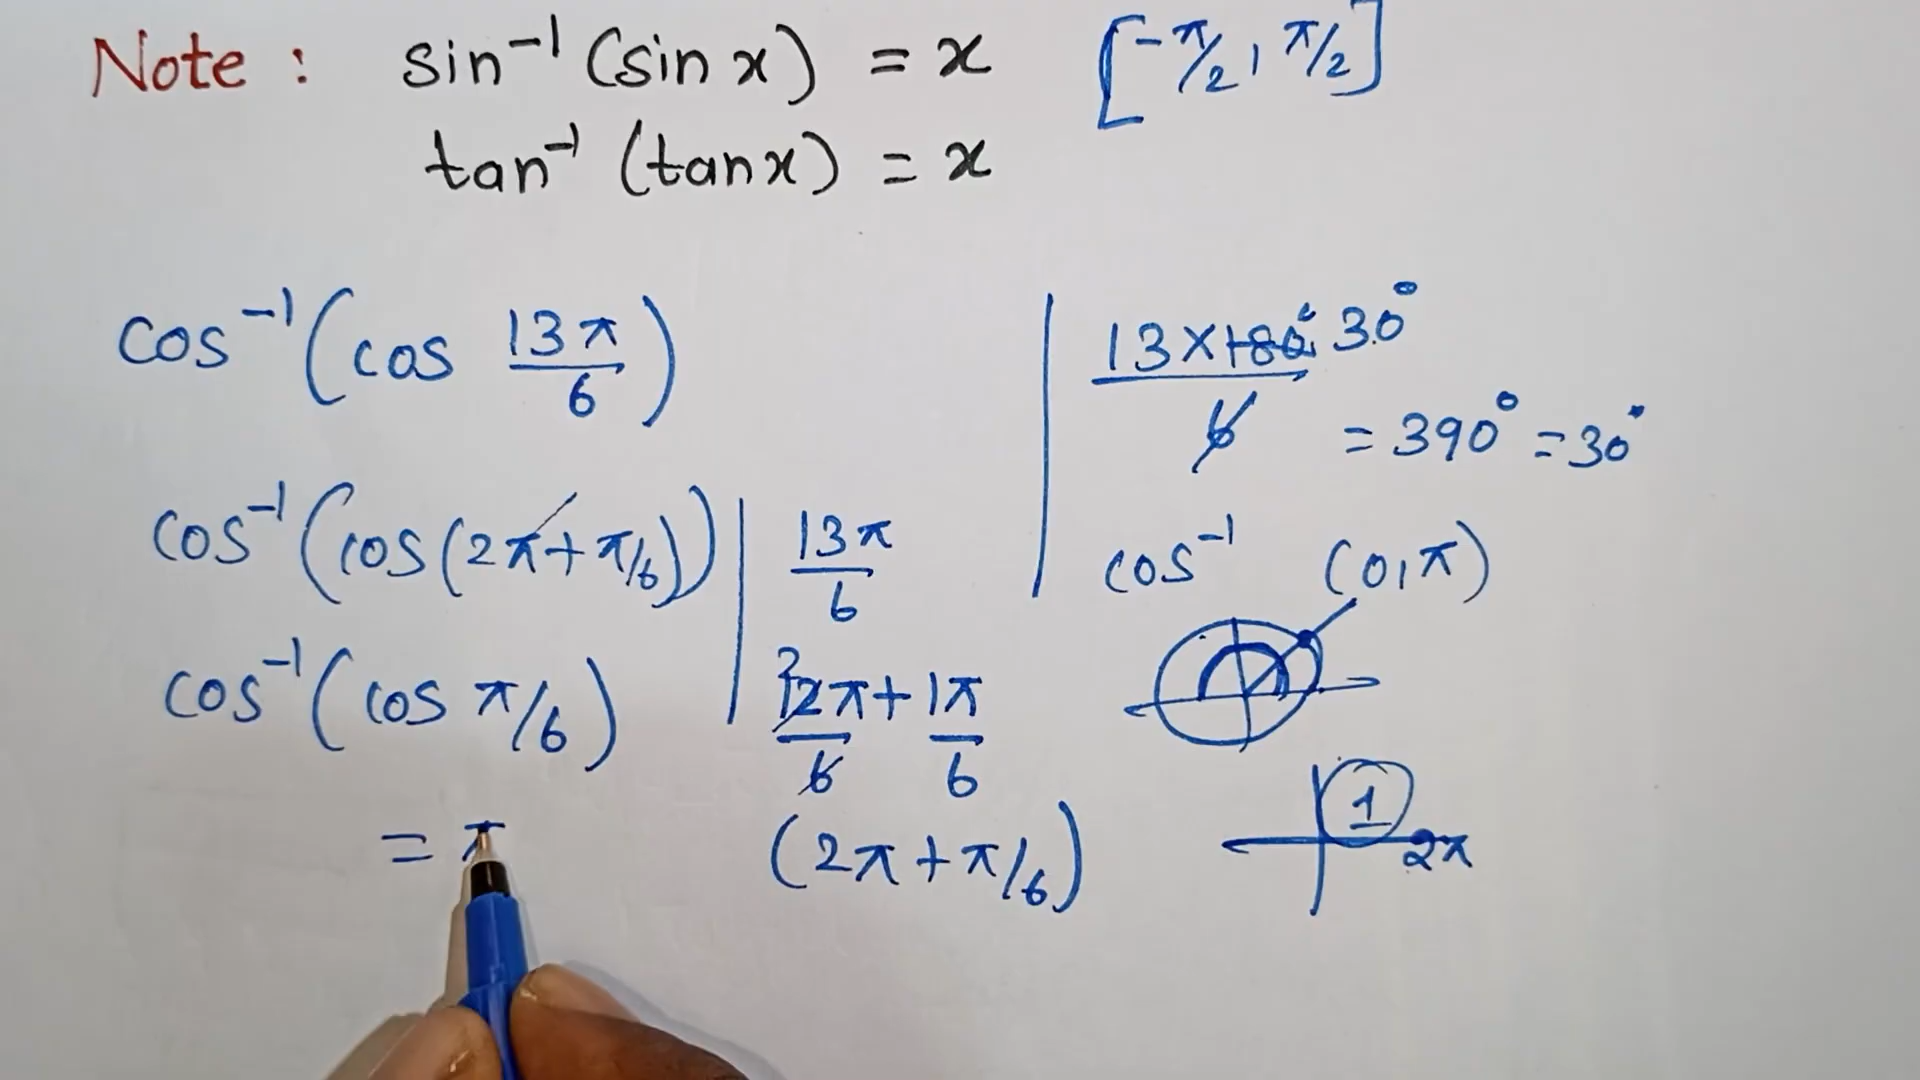 Note : sin⁻¹ (sin x) = x [-π/2, π/2]
tan⁻¹ (tan x) = x
cos⁻¹ (cos 13π/6)
cos⁻¹ (cos (2π + π/6))
cos⁻¹ (cos π/6)
= π
13π/6
12π/6 + 1π/6
(2π + π/6)
13 × 180°/6 30°
= 390° = 30°
cos⁻¹ (0, π)
1
2π